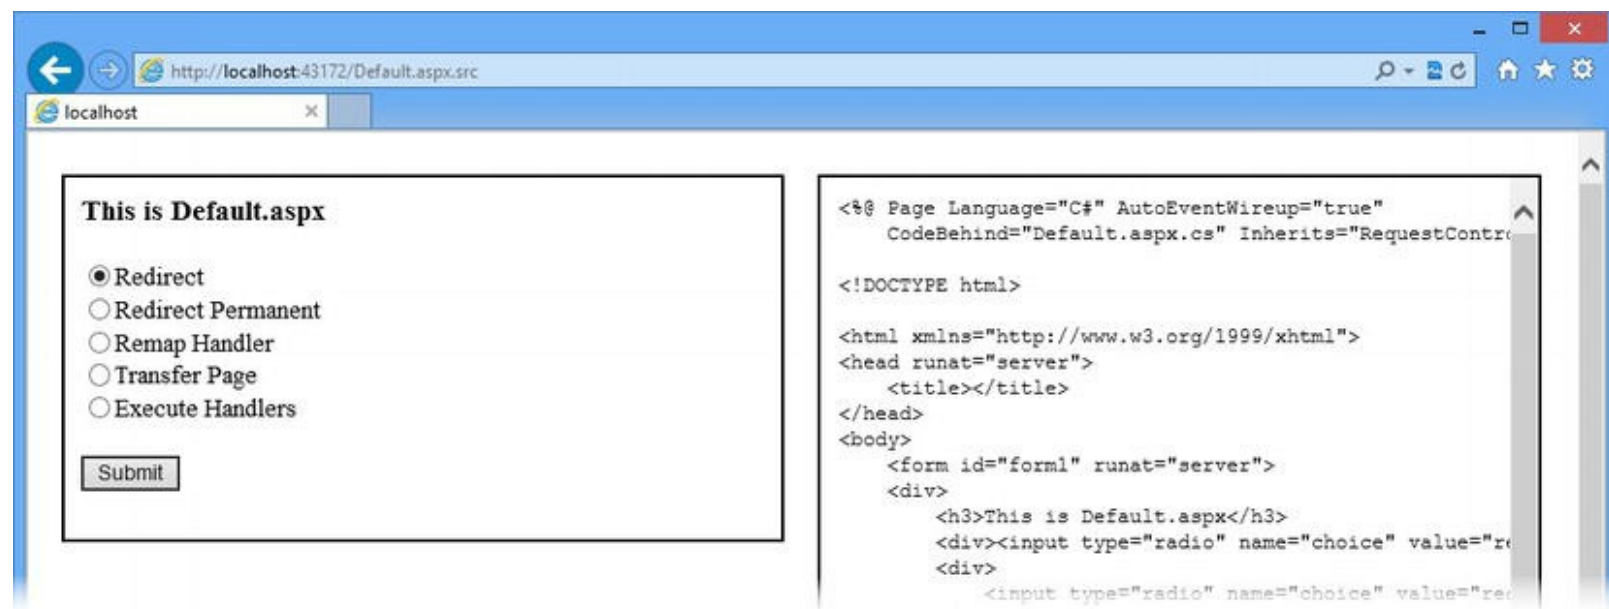 http://localhost:43172/Default.aspx.src
localhost
This is Default.aspx
Redirect
Redirect Permanent
Remap Handler
Transfer Page
Execute Handlers
Submit
<%@ Page Language="C#" AutoEventWireup="true"
CodeBehind="Default.aspx.cs" Inherits="RequestContro
<!DOCTYPE html>
<html xmlns="http://www.w3.org/1999/xhtml">
<head runat="server">
<title></title>
</head>
<body>
<form id="form1" runat="server">
<div>
<h3>This is Default.aspx</h3>
<div><input type="radio" name="choice" value="re
<div>
<input type="radio" name="choice" value="red